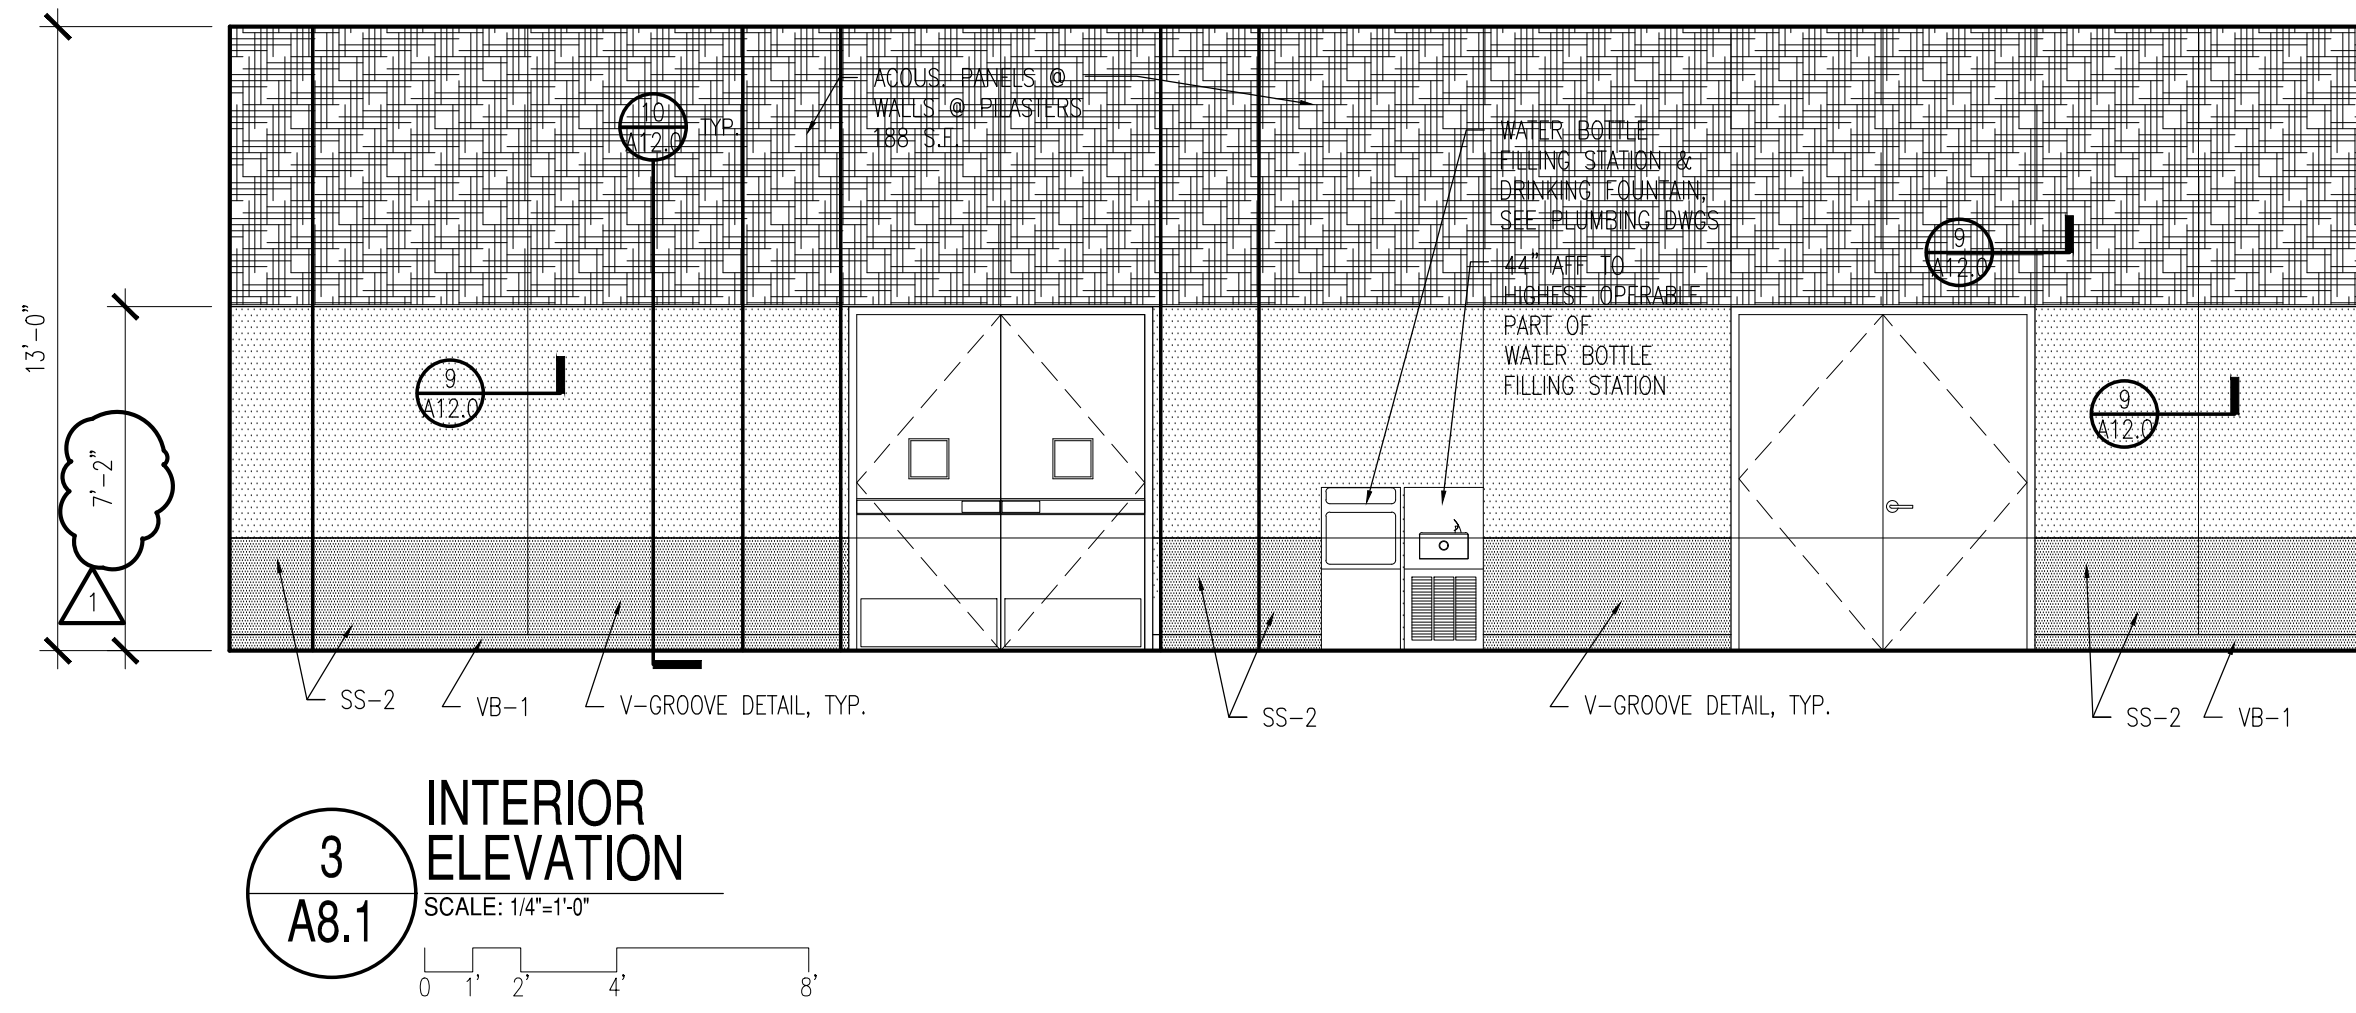 ACOUS. PANELS @
WALLS @ PILASTERS
188 S.F.
10
A12.0
TYP.
WATER BOTTLE
FILLING STATION &
DRINKING FOUNTAIN,
SEE PLUMBING DWGS
44" AFF TO
HIGHEST OPERABLE
PART OF
WATER BOTTLE
FILLING STATION
9
A12.0
13'-0"
7'-2"
1
9
A12.0
9
A12.0
SS-2
VB-1
V-GROOVE DETAIL, TYP.
SS-2
V-GROOVE DETAIL, TYP.
SS-2
VB-1
3
A8.1
INTERIOR
ELEVATION
SCALE: 1/4"=1'-0"
0 1' 2' 4' 8'